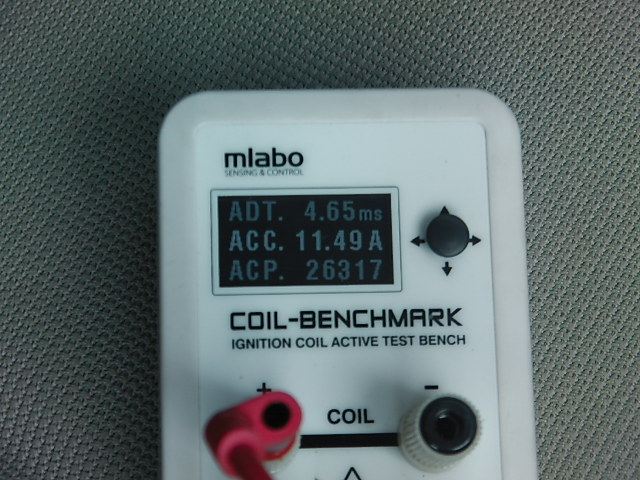 mlabo
SENSING & CONTROL
ADT. 4.65ms
ACC. 11.49A
ACP. 26317
COIL-BENCHMARK
IGNITION COIL ACTIVE TEST BENCH
+ −
COIL